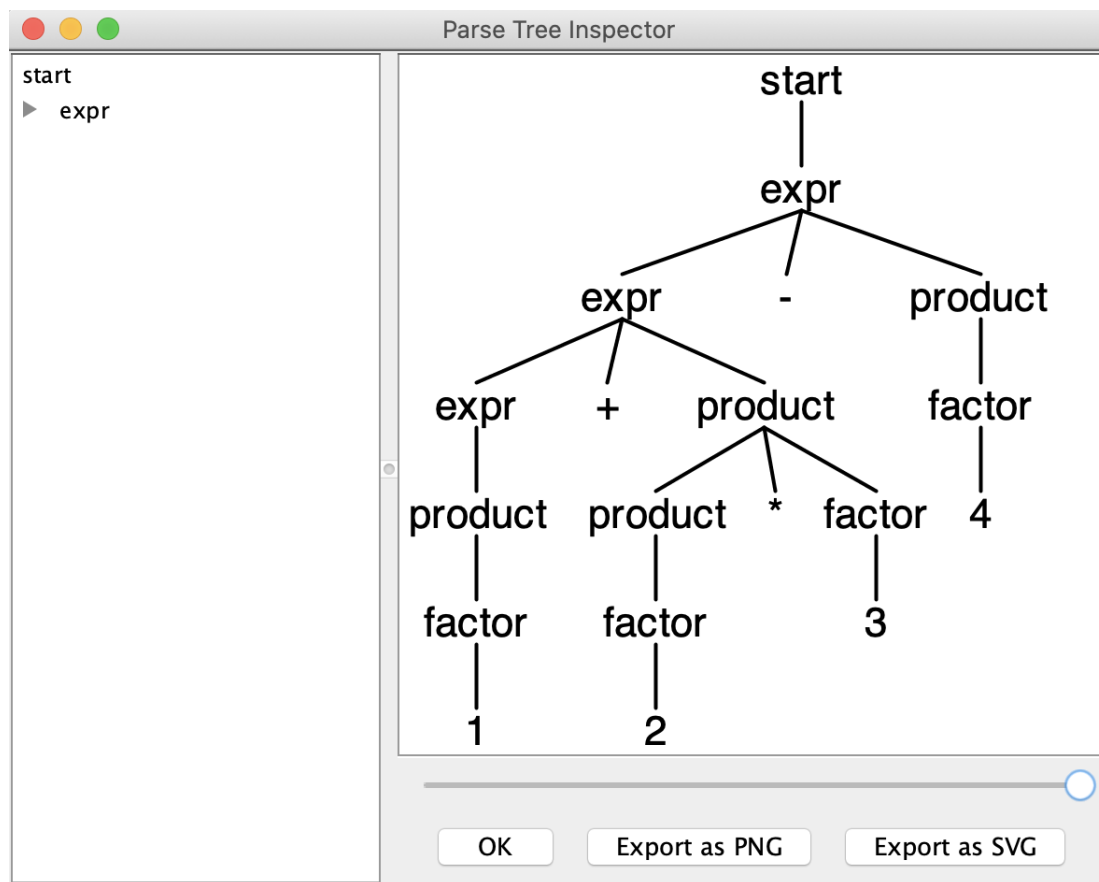 Parse Tree Inspector
start
expr
start
expr
expr - product
expr + product factor
product product * factor 4
factor factor 3
1 2
OK Export as PNG Export as SVG